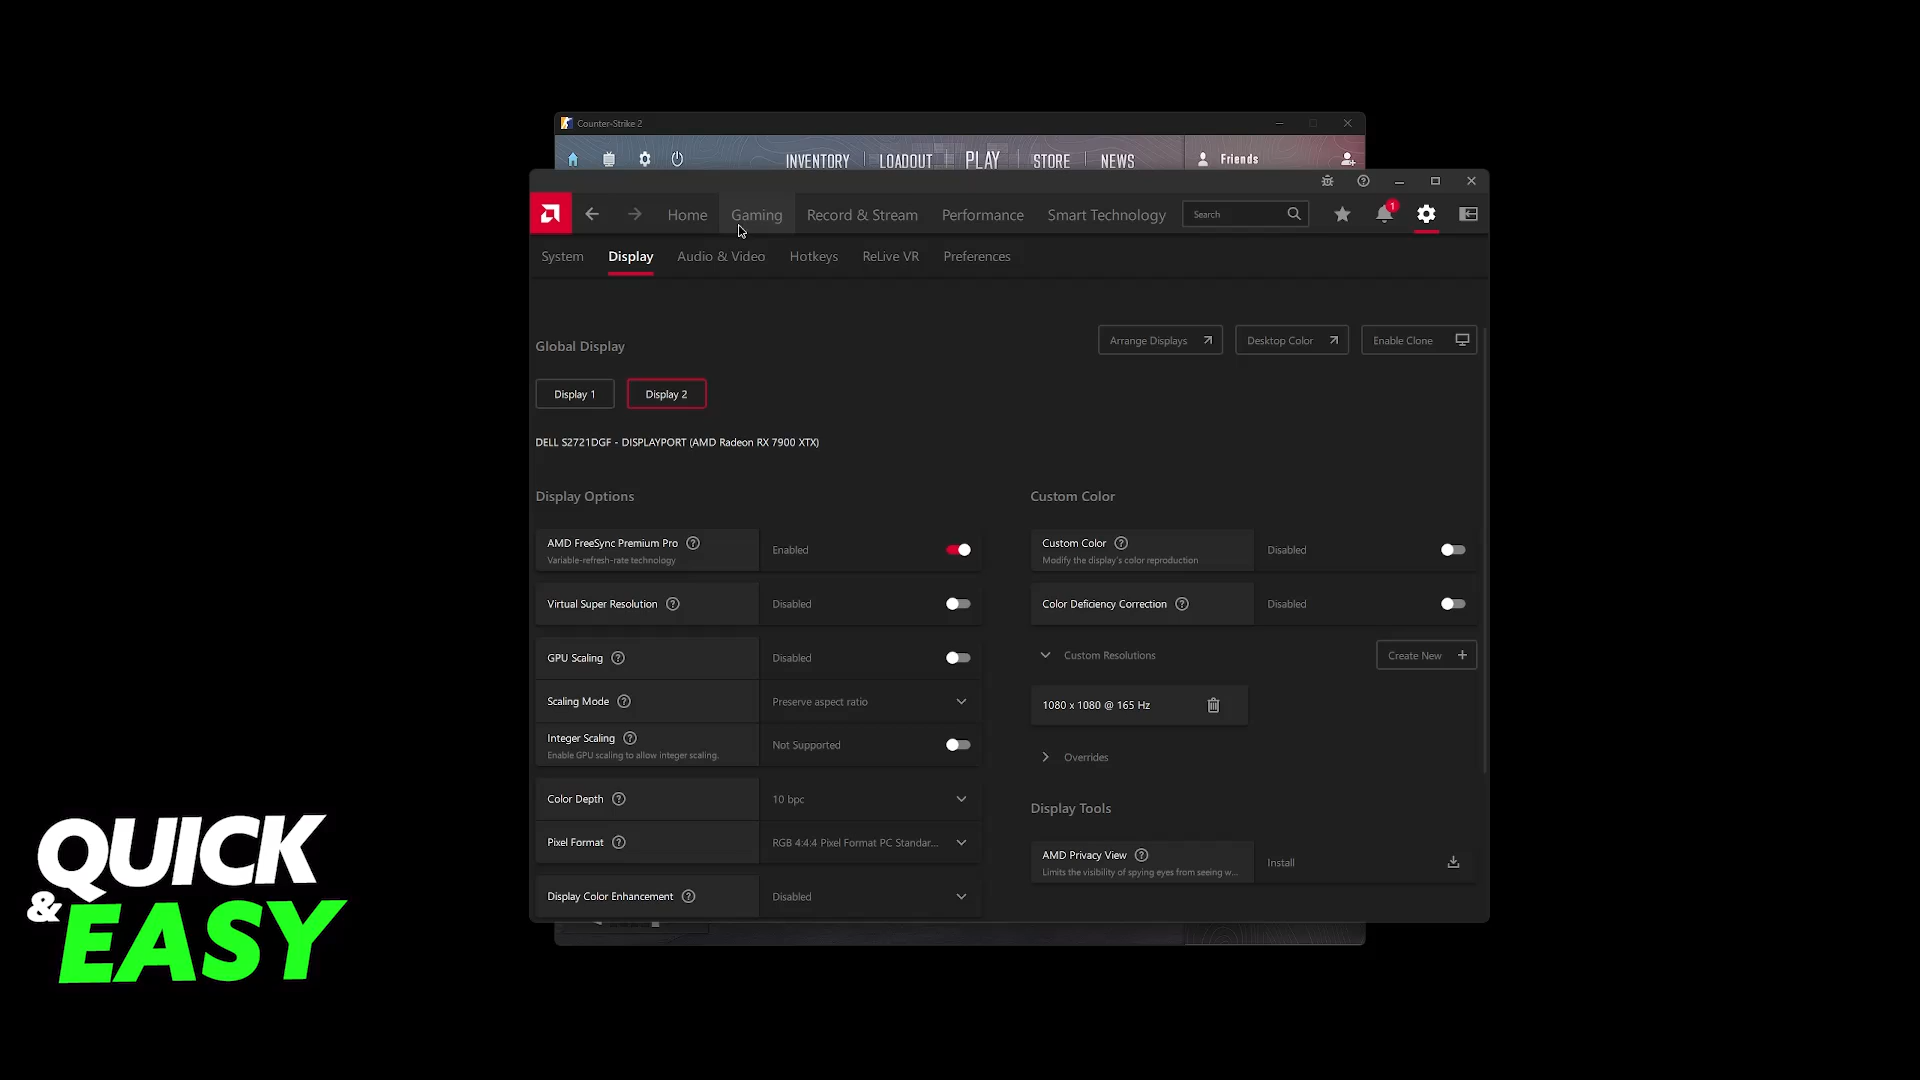 Counter-Strike 2
INVENTORY LOADOUT PLAY STORE NEWS
Friends
Home Gaming Record & Stream Performance Smart Technology Search 1
System Display Audio & Video Hotkeys ReLive VR Preferences
Global Display
Arrange Displays Desktop Color Enable Clone
Display 1 Display 2
DELL S2721DGF - DISPLAYPORT (AMD Radeon RX 7900 XTX)
Display Options
AMD FreeSync Premium Pro
Variable-refresh-rate technology
Enabled
Virtual Super Resolution Disabled
GPU Scaling Disabled
Scaling Mode Preserve aspect ratio
Integer Scaling
Enable GPU scaling to allow integer scaling.
Not Supported
Color Depth 10 bpc
Pixel Format RGB 4:4:4 Pixel Format PC Standar...
Display Color Enhancement Disabled
Custom Color
Custom Color
Modify the display's color reproduction
Disabled
Color Deficiency Correction Disabled
Custom Resolutions Create New
1080 x 1080 @ 165 Hz
Overrides
Display Tools
AMD Privacy View
Limits the visibility of spying eyes from seeing w...
Install
QUICK
& EASY